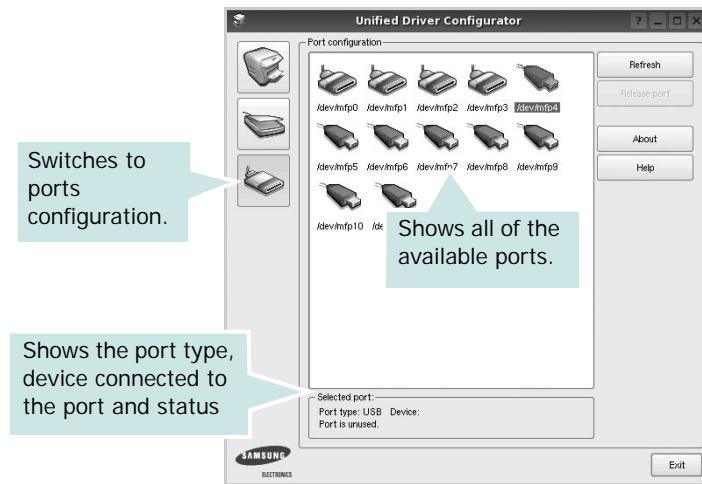 Unified Driver Configurator
Port configuration
/dev/mfp0 /dev/mfp1 /dev/mfp2 /dev/mfp3 /dev/mfp4
/dev/mfp5 /dev/mfp6 /dev/mfp7 /dev/mfp8 /dev/mfp9
/dev/mfp10
Refresh
Release port
About
Help
Switches to
ports
configuration.
Shows all of the
available ports.
Shows the port type,
device connected to
the port and status
Selected port:
Port type: USB Device:
Port is unused.
SAMSUNG
ELECTRONICS
Exit